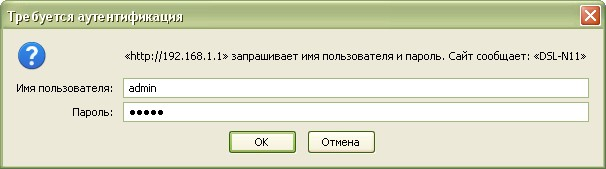 Требуется аутентификация
«http://192.168.1.1» запрашивает имя пользователя и пароль. Сайт сообщает: «DSL-N11»
Имя пользователя: admin
Пароль: •••••
OK Отмена